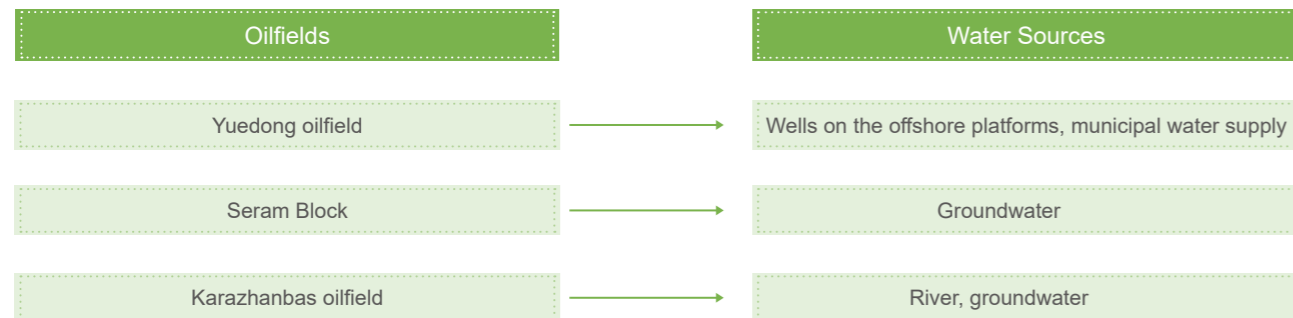 Oilfields
Water Sources
Yuedong oilfield
Wells on the offshore platforms, municipal water supply
Seram Block
Groundwater
Karazhanbas oilfield
River, groundwater